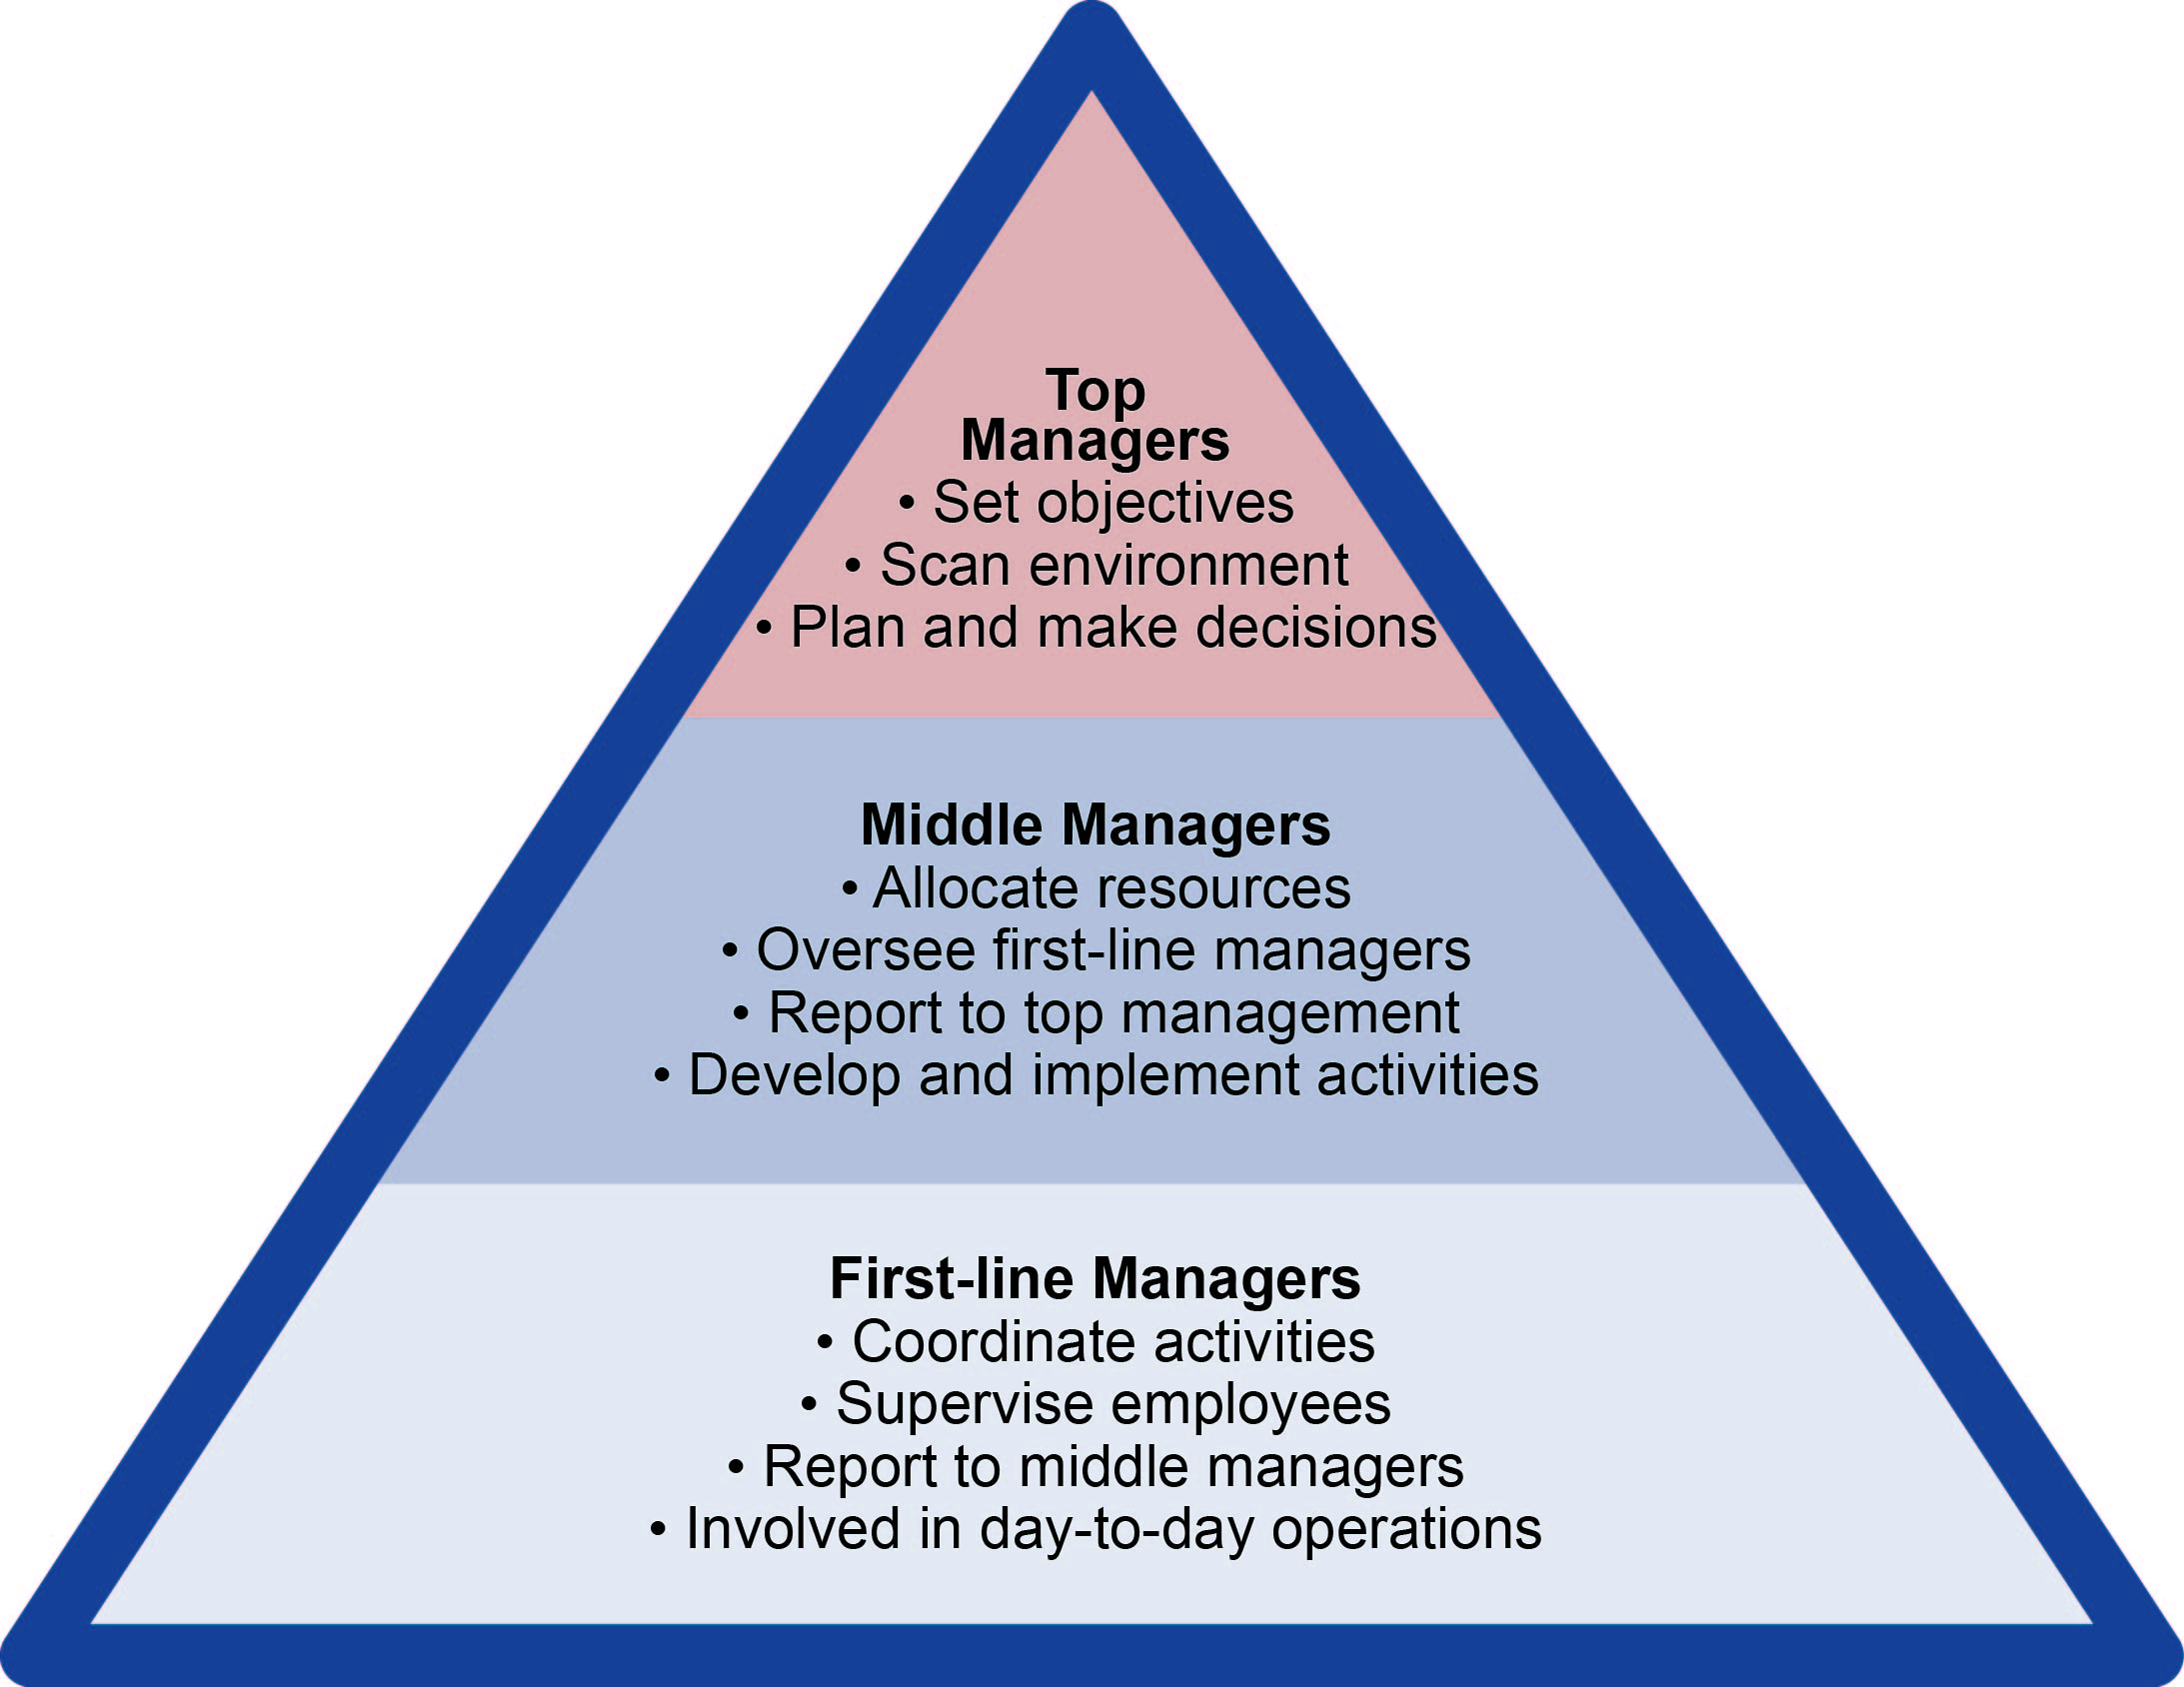 Top
Managers
• Set objectives
• Scan environment
• Plan and make decisions
Middle Managers
• Allocate resources
• Oversee first-line managers
• Report to top management
• Develop and implement activities
First-line Managers
• Coordinate activities
• Supervise employees
• Report to middle managers
• Involved in day-to-day operations